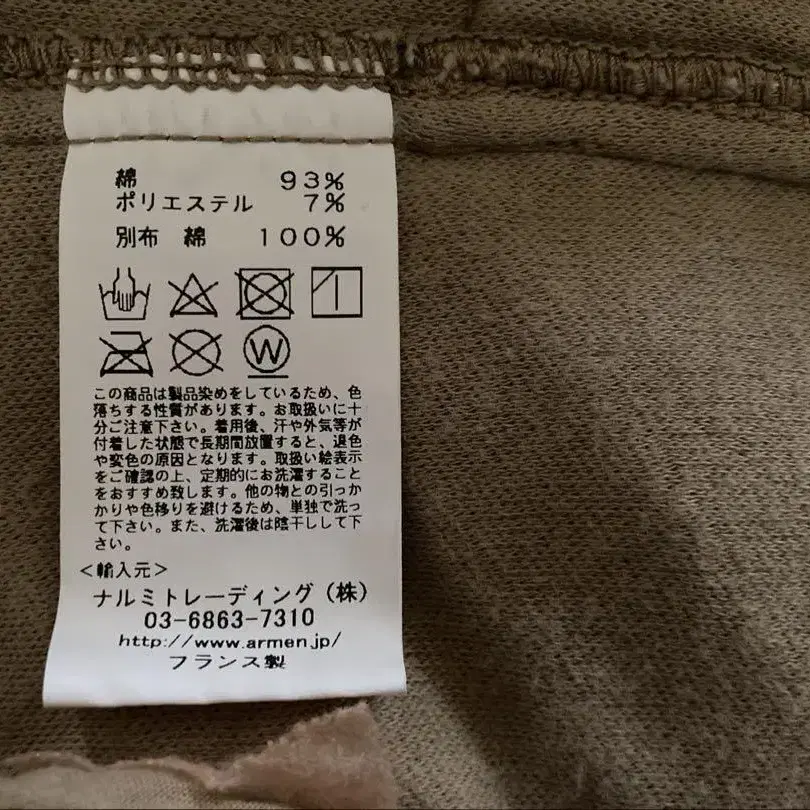 綿 93%
ポリエステル 7%
別布 綿 100%
W
この商品は製品染めをしているため、色
落ちする性質があります。お取扱いに十
分ご注意下さい。着用後、汗や外気等が
付着した状態で長期間放置すると、退色
や変色の原因となります。取扱い絵表示
をご確認の上、定期的にお洗濯すること
をおすすめ致します。他の物との引っか
かりや色移りを避けるため、単独で洗っ
て下さい。また、洗濯後は陰干しして下
さい。
<輸入元>
ナルミトレーディング(株)
03-6863-7310
http://www.armen.jp/
フランス製